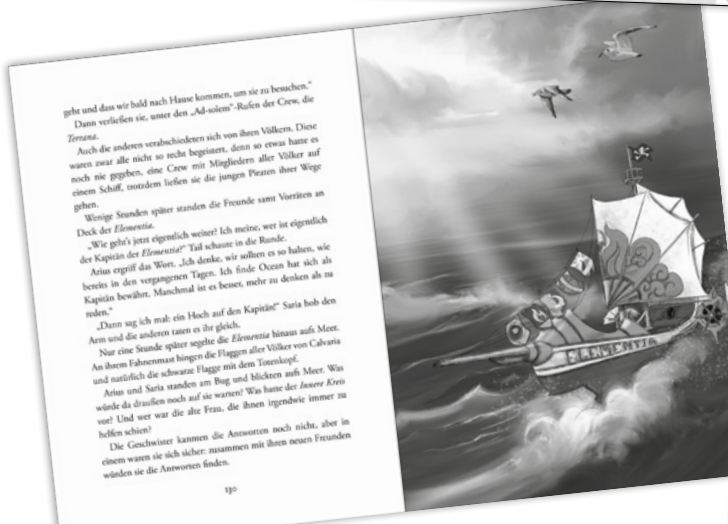 geht und dass wir bald nach Hause kommen, um sie zu besuchen.“
Dann verließen sie, unter den „Ad-solem“-Rufen der Crew, die
Terrana.
Auch die anderen verabschiedeten sich von ihren Völkern. Diese
waren zwar alle nicht so recht begeistert, denn so etwas hatte es
noch nie gegeben, eine Crew mit Mitgliedern aller Völker auf
einem Schiff, trotzdem ließen sie die jungen Piraten ihrer Wege
gehen.
Wenige Stunden später standen die Freunde samt Vorräten an
Deck der Elementia.
„Wie geht’s jetzt eigentlich weiter? Ich meine, wer ist eigentlich
der Kapitän der Elementia?“ Tail schaute in die Runde.
Arius ergriff das Wort. „Ich denke, wir sollten es so halten, wie
bereits in den vergangenen Tagen. Ich finde Ocean hat sich als
Kapitän bewährt. Manchmal ist es besser, mehr zu denken als zu
reden.“
„Dann sag ich mal: ein Hoch auf den Kapitän!“ Saria hob den
Arm und die anderen taten es ihr gleich.
Nur eine Stunde später segelte die Elementia hinaus aufs Meer.
An ihrem Fahnenmast hingen die Flaggen aller Völker von Calvaria
und natürlich die schwarze Flagge mit dem Totenkopf.
Arius und Saria standen am Bug und blickten aufs Meer. Was
würde da draußen noch auf sie warten? Was hatte der Innere Kreis
vor? Und wer war die alte Frau, die ihnen irgendwie immer zu
helfen schien?
Die Geschwister kannten die Antworten noch nicht, aber in
einem waren sie sich sicher: zusammen mit ihren neuen Freunden
würden sie die Antworten finden.
130
ELEMENTIA